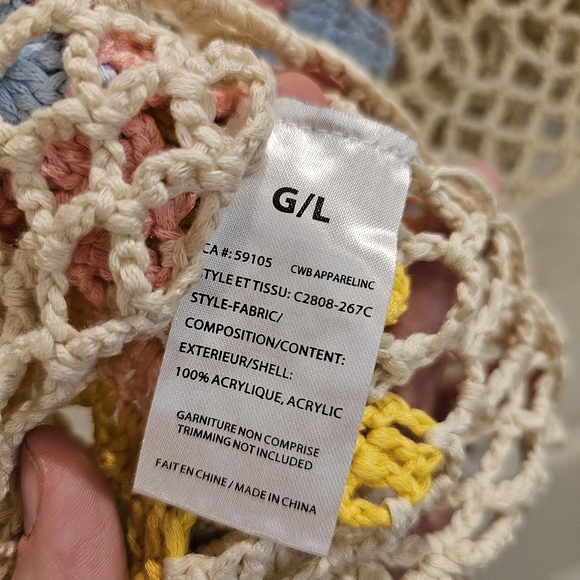 G/L
CA #: 59105 CWB APPARELINC
STYLE ET TISSU: C2808-267C
STYLE-FABRIC/
COMPOSITION/CONTENT:
EXTERIEUR/SHELL:
100% ACRYLIQUE, ACRYLIC
GARNITURE NON COMPRISE
TRIMMING NOT INCLUDED
FAIT EN CHINE / MADE IN CHINA